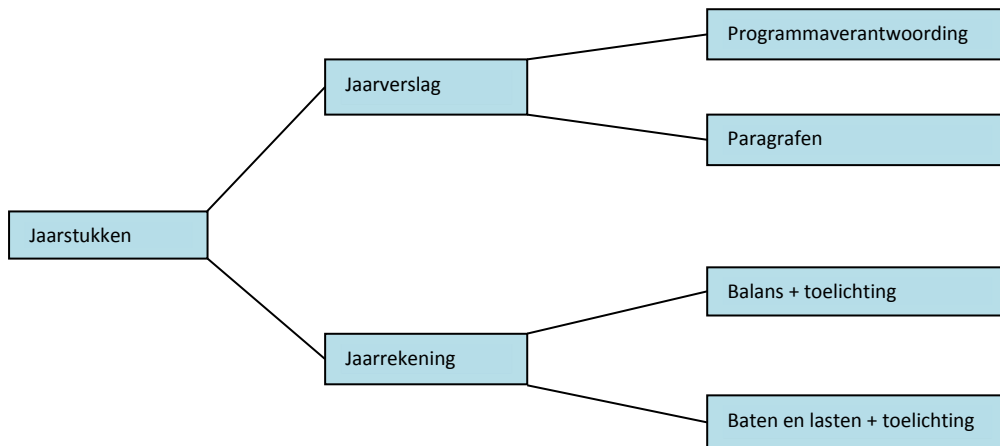 Jaarstukken
Jaarverslag
Programmaverantwoording
Paragrafen
Jaarrekening
Balans + toelichting
Baten en lasten + toelichting